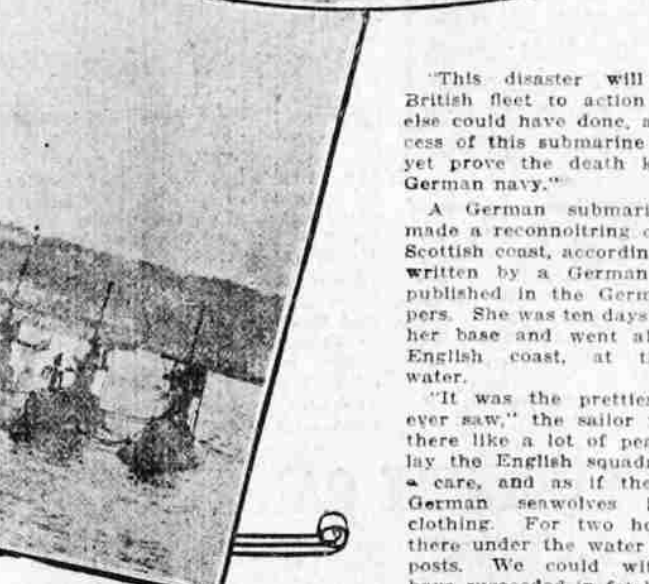 "This disaster will
British fleet to action
else could have done, a
cess of this submarine
yet prove the death k
German navy."
A German submari
made a reconnoitring c
Scottish coast, accordin
written by a German
published in the Germ
pers. She was ten days
her base and went al
English coast, at t
water.
"It was the prettie
ever saw," the sailor
there like a lot of pea
lay the English squadr
a care, and as if the
German seawolves
clothing. For two ho
there under the water
posts. We could wit